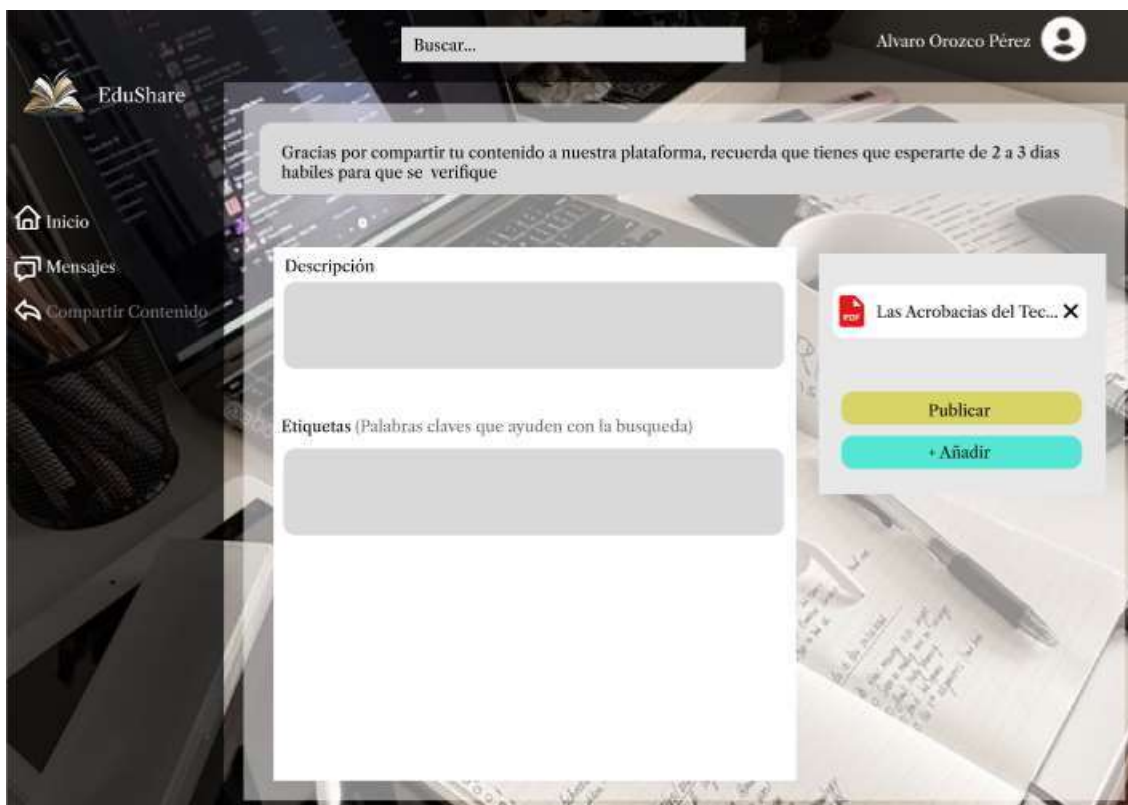 Buscar...
Alvaro Orozco Pérez
EduShare
Gracias por compartir tu contenido a nuestra plataforma, recuerda que tienes que esperarte de 2 a 3 dias
habiles para que se verifique
Inicio
Mensajes
Compartir Contenido
Descripción
Etiquetas (Palabras claves que ayuden con la busqueda)
PDF
Las Acrobacias del Tec...
Publicar
+ Añadir